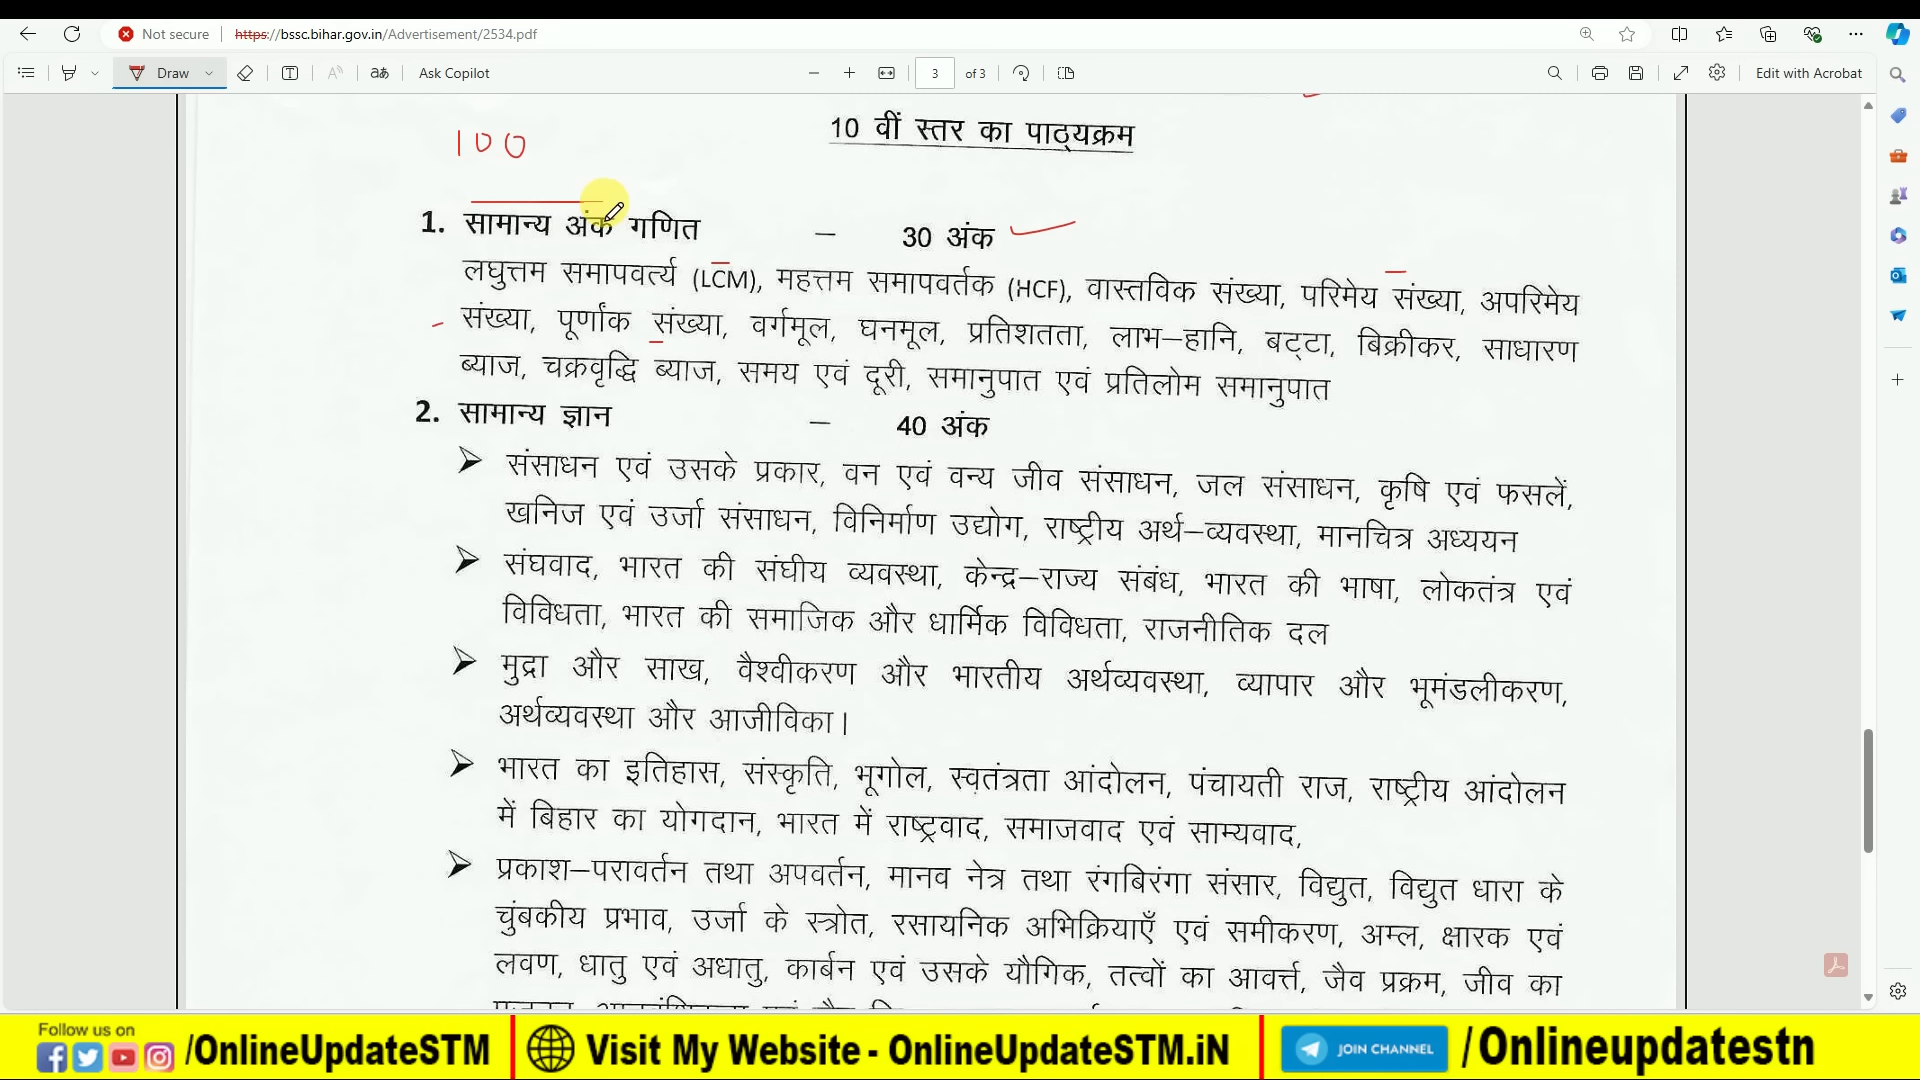 Not secure https://bssc.bihar.gov.in/Advertisement/2534.pdf
Draw Ask Copilot 3 of 3 Edit with Acrobat
10 वीं स्तर का पाठ्यक्रम
100
1. सामान्य अंक गणित – 30 अंक
लघुत्तम समापवर्त्य (LCM), महत्तम समापवर्तक (HCF), वास्तविक संख्या, परिमेय संख्या, अपरिमेय
संख्या, पूर्णांक संख्या, वर्गमूल, घनमूल, प्रतिशतता, लाभ–हानि, बट्टा, बिक्रीकर, साधारण
ब्याज, चक्रवृद्धि ब्याज, समय एवं दूरी, समानुपात एवं प्रतिलोम समानुपात
2. सामान्य ज्ञान – 40 अंक
➢ संसाधन एवं उसके प्रकार, वन एवं वन्य जीव संसाधन, जल संसाधन, कृषि एवं फसलें,
खनिज एवं उर्जा संसाधन, विनिर्माण उद्योग, राष्ट्रीय अर्थ–व्यवस्था, मानचित्र अध्ययन
➢ संघवाद, भारत की संघीय व्यवस्था, केन्द्र–राज्य संबंध, भारत की भाषा, लोकतंत्र एवं
विविधता, भारत की समाजिक और धार्मिक विविधता, राजनीतिक दल
➢ मुद्रा और साख, वैश्वीकरण और भारतीय अर्थव्यवस्था, व्यापार और भूमंडलीकरण,
अर्थव्यवस्था और आजीविका।
➢ भारत का इतिहास, संस्कृति, भूगोल, स्वतंत्रता आंदोलन, पंचायती राज, राष्ट्रीय आंदोलन
में बिहार का योगदान, भारत में राष्ट्रवाद, समाजवाद एवं साम्यवाद,
➢ प्रकाश–परावर्तन तथा अपवर्तन, मानव नेत्र तथा रंगबिरंगा संसार, विद्युत, विद्युत धारा के
चुंबकीय प्रभाव, उर्जा के स्त्रोत, रसायनिक अभिक्रियाएँ एवं समीकरण, अम्ल, क्षारक एवं
लवण, धातु एवं अधातु, कार्बन एवं उसके यौगिक, तत्वों का आवर्त्त, जैव प्रक्रम, जीव का
Follow us on
/OnlineUpdateSTM Visit My Website - OnlineUpdateSTM.iN JOIN CHANNEL /Onlineupdatestn